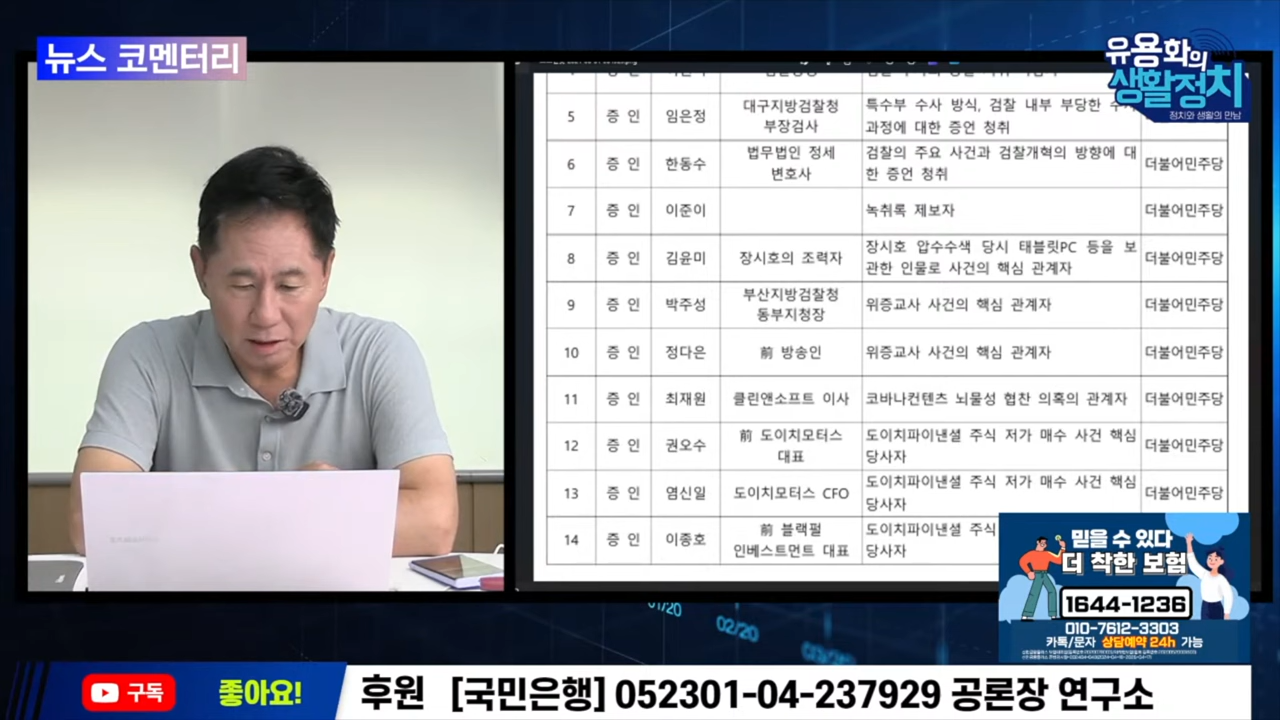 뉴스 코멘터리
유용화의
생활정치
정치와 생활의 만남
5 증 인 임은정 대구지방검찰청 부장검사 특수부 수사 방식, 검찰 내부 부당한 수사
과정에 대한 증언 청취
6 증 인 한동수 법무법인 정세 변호사 검찰의 주요 사건과 검찰개혁의 방향에 대
한 증언 청취 더불어민주당
7 증 인 이준이 녹취록 제보자 더불어민주당
8 증 인 김윤미 장시호의 조력자 장시호 압수수색 당시 태블릿PC 등을 보
관한 인물로 사건의 핵심 관계자 더불어민주당
9 증 인 박주성 부산지방검찰청 동부지청장 위증교사 사건의 핵심 관계자 더불어민주당
10 증 인 정다은 前 방송인 위증교사 사건의 핵심 관계자 더불어민주당
11 증 인 최재원 클린앤소프트 이사 코바나컨텐츠 뇌물성 협찬 의혹의 관계자 더불어민주당
12 증 인 권오수 前 도이치모터스 대표 도이치파이낸셜 주식 저가 매수 사건 핵심
당사자 더불어민주당
13 증 인 염신일 도이치모터스 CFO 도이치파이낸셜 주식 저가 매수 사건 핵심
당사자 더불어민주당
14 증 인 이종호 前 블랙펄 인베스트먼트 대표 도이치파이낸셜 주식
당사자
믿을 수 있다
더 착한 보험
1644-1236
010-7612-3303
카톡/문자 상담예약 24h 가능
01/20
02/20
구독
좋아요!
후원 [국민은행] 052301-04-237929 공론장 연구소